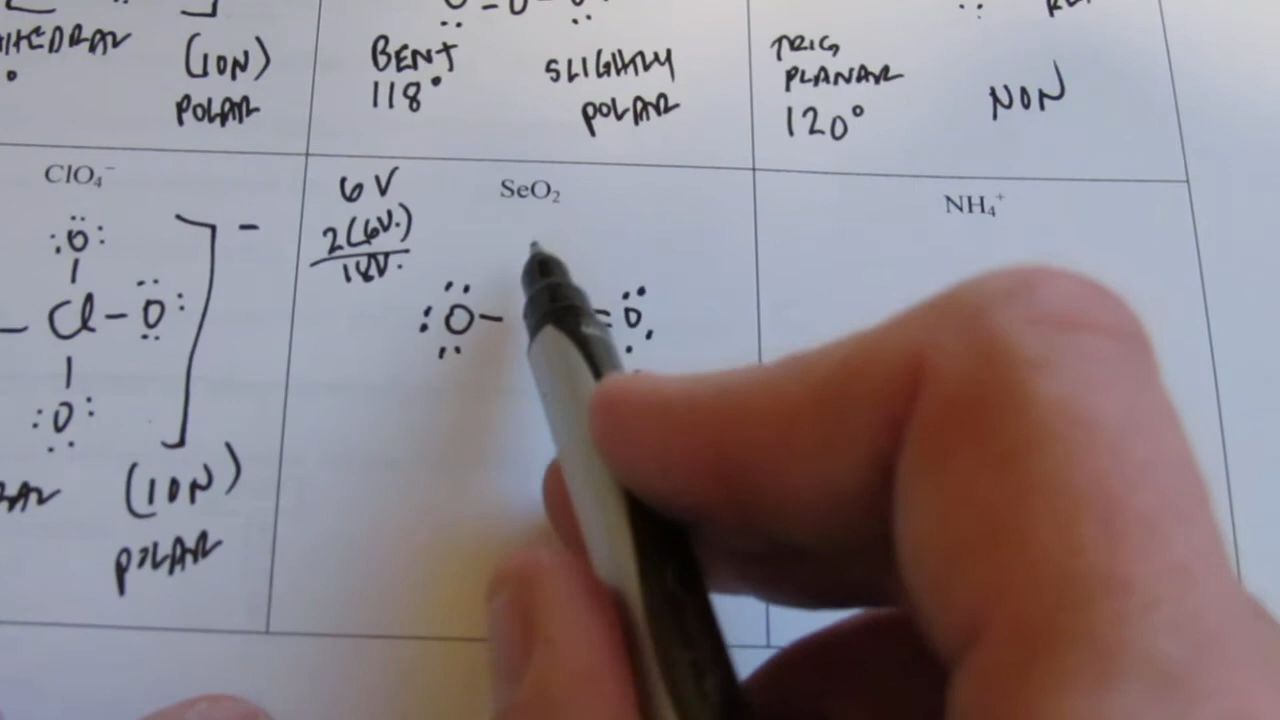 BENT
118°
SLIGHTLY
POLAR
(ION)
POLAR
TRIG
PLANAR
120°
NON
ClO₄⁻
:O:
Cl-O:
:O:
]⁻
(ION)
POLAR
6V
2(6V.)
18V.
SeO₂
:O- =O
NH₄⁺